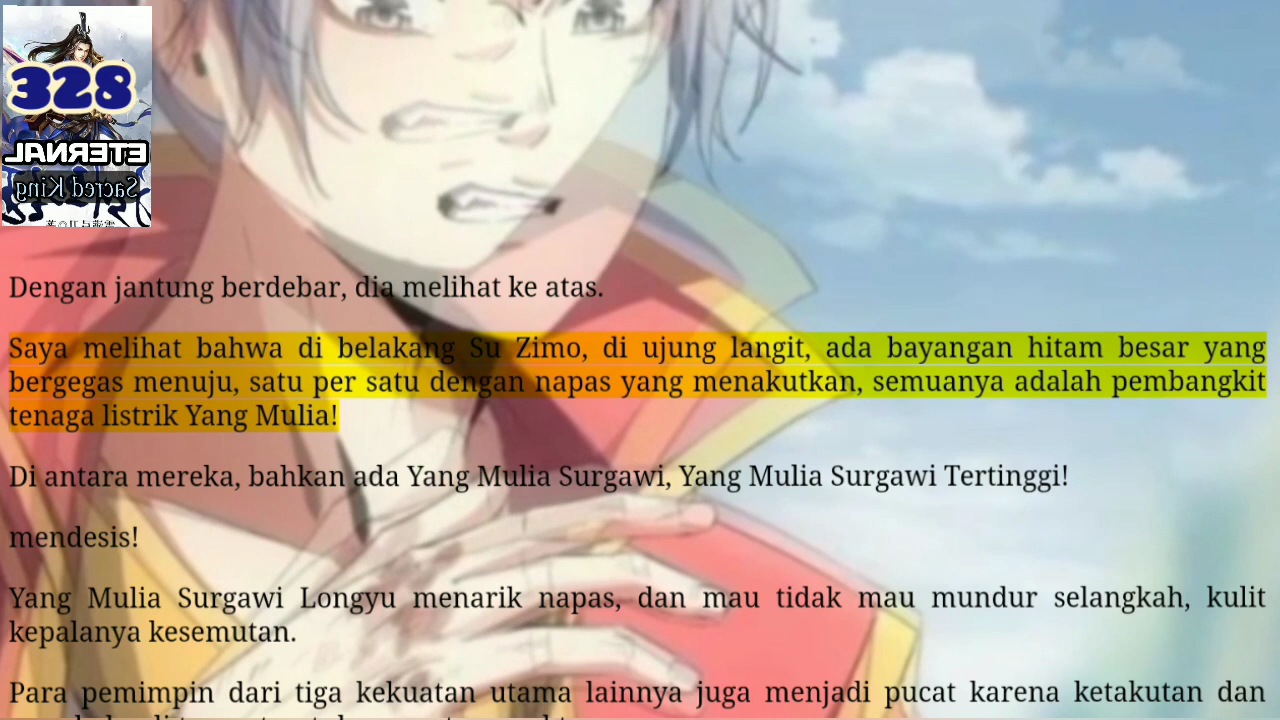 328
ETERNAL
Sacred King
Dengan jantung berdebar, dia melihat ke atas.
Saya melihat bahwa di belakang Su Zimo, di ujung langit, ada bayangan hitam besar yang
bergegas menuju, satu per satu dengan napas yang menakutkan, semuanya adalah pembangkit
tenaga listrik Yang Mulia!
Di antara mereka, bahkan ada Yang Mulia Surgawi, Yang Mulia Surgawi Tertinggi!
mendesis!
Yang Mulia Surgawi Longyu menarik napas, dan mau tidak mau mundur selangkah, kulit
kepalanya kesemutan.
Para pemimpin dari tiga kekuatan utama lainnya juga menjadi pucat karena ketakutan dan